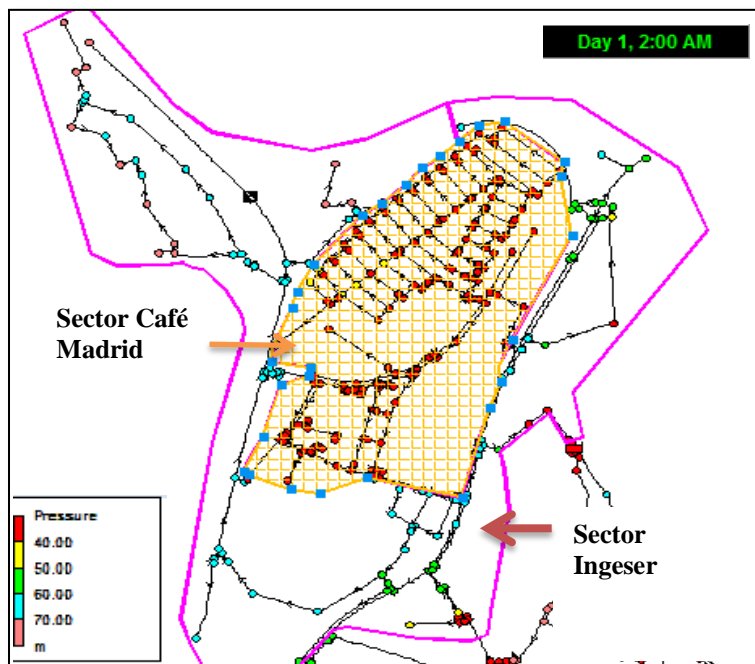 Day 1, 2:00 AM
Sector Café
Madrid
Sector
Ingeser
Pressure
40.00
50.00
60.00
70.00
m